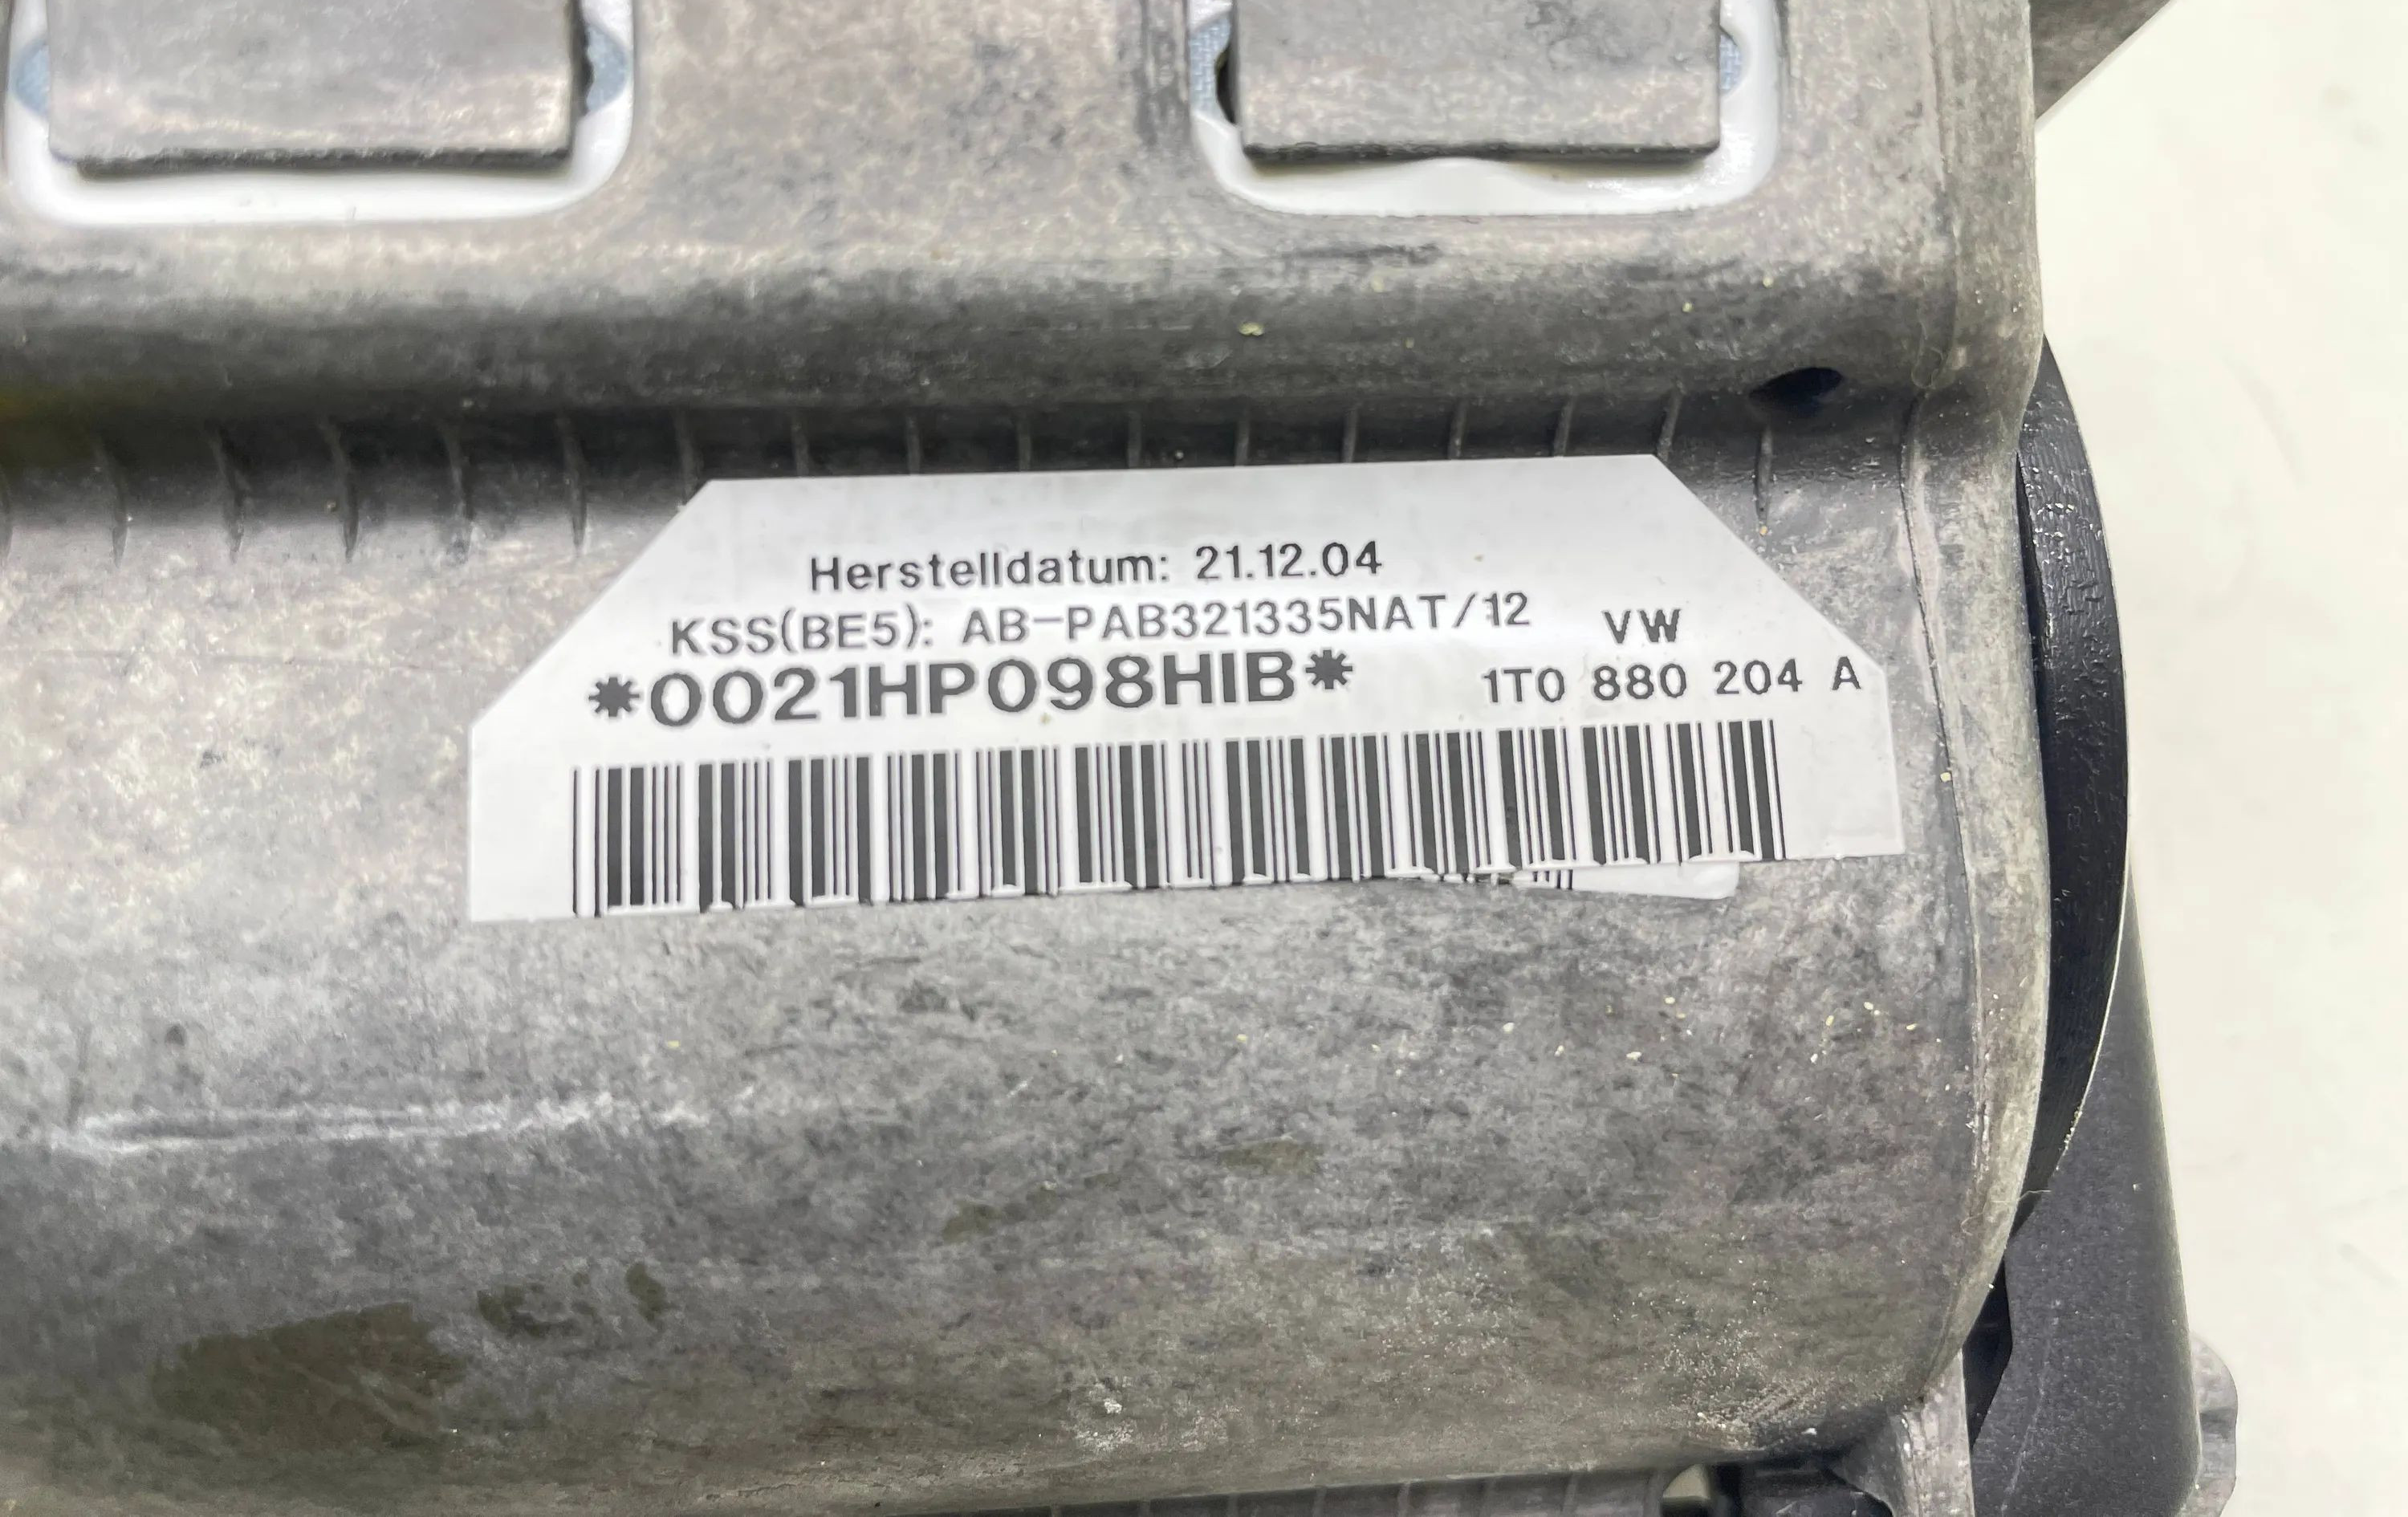 Herstelldatum: 21.12.04
KSS(BE5): AB-PAB321335NAT/12
VW
*0021HP098HIB*
1T0 880 204 A